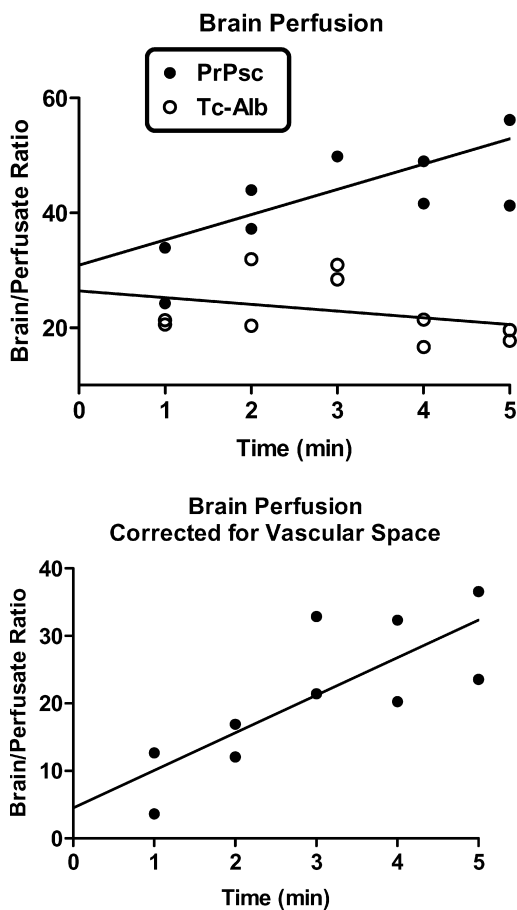 Brain Perfusion
PrPsc
Tc-Alb
Brain/Perfusate Ratio
60
40
20
0 1 2 3 4 5
Time (min)
Brain Perfusion
Corrected for Vascular Space
Brain/Perfusate Ratio
40
30
20
10
0
0 1 2 3 4 5
Time (min)